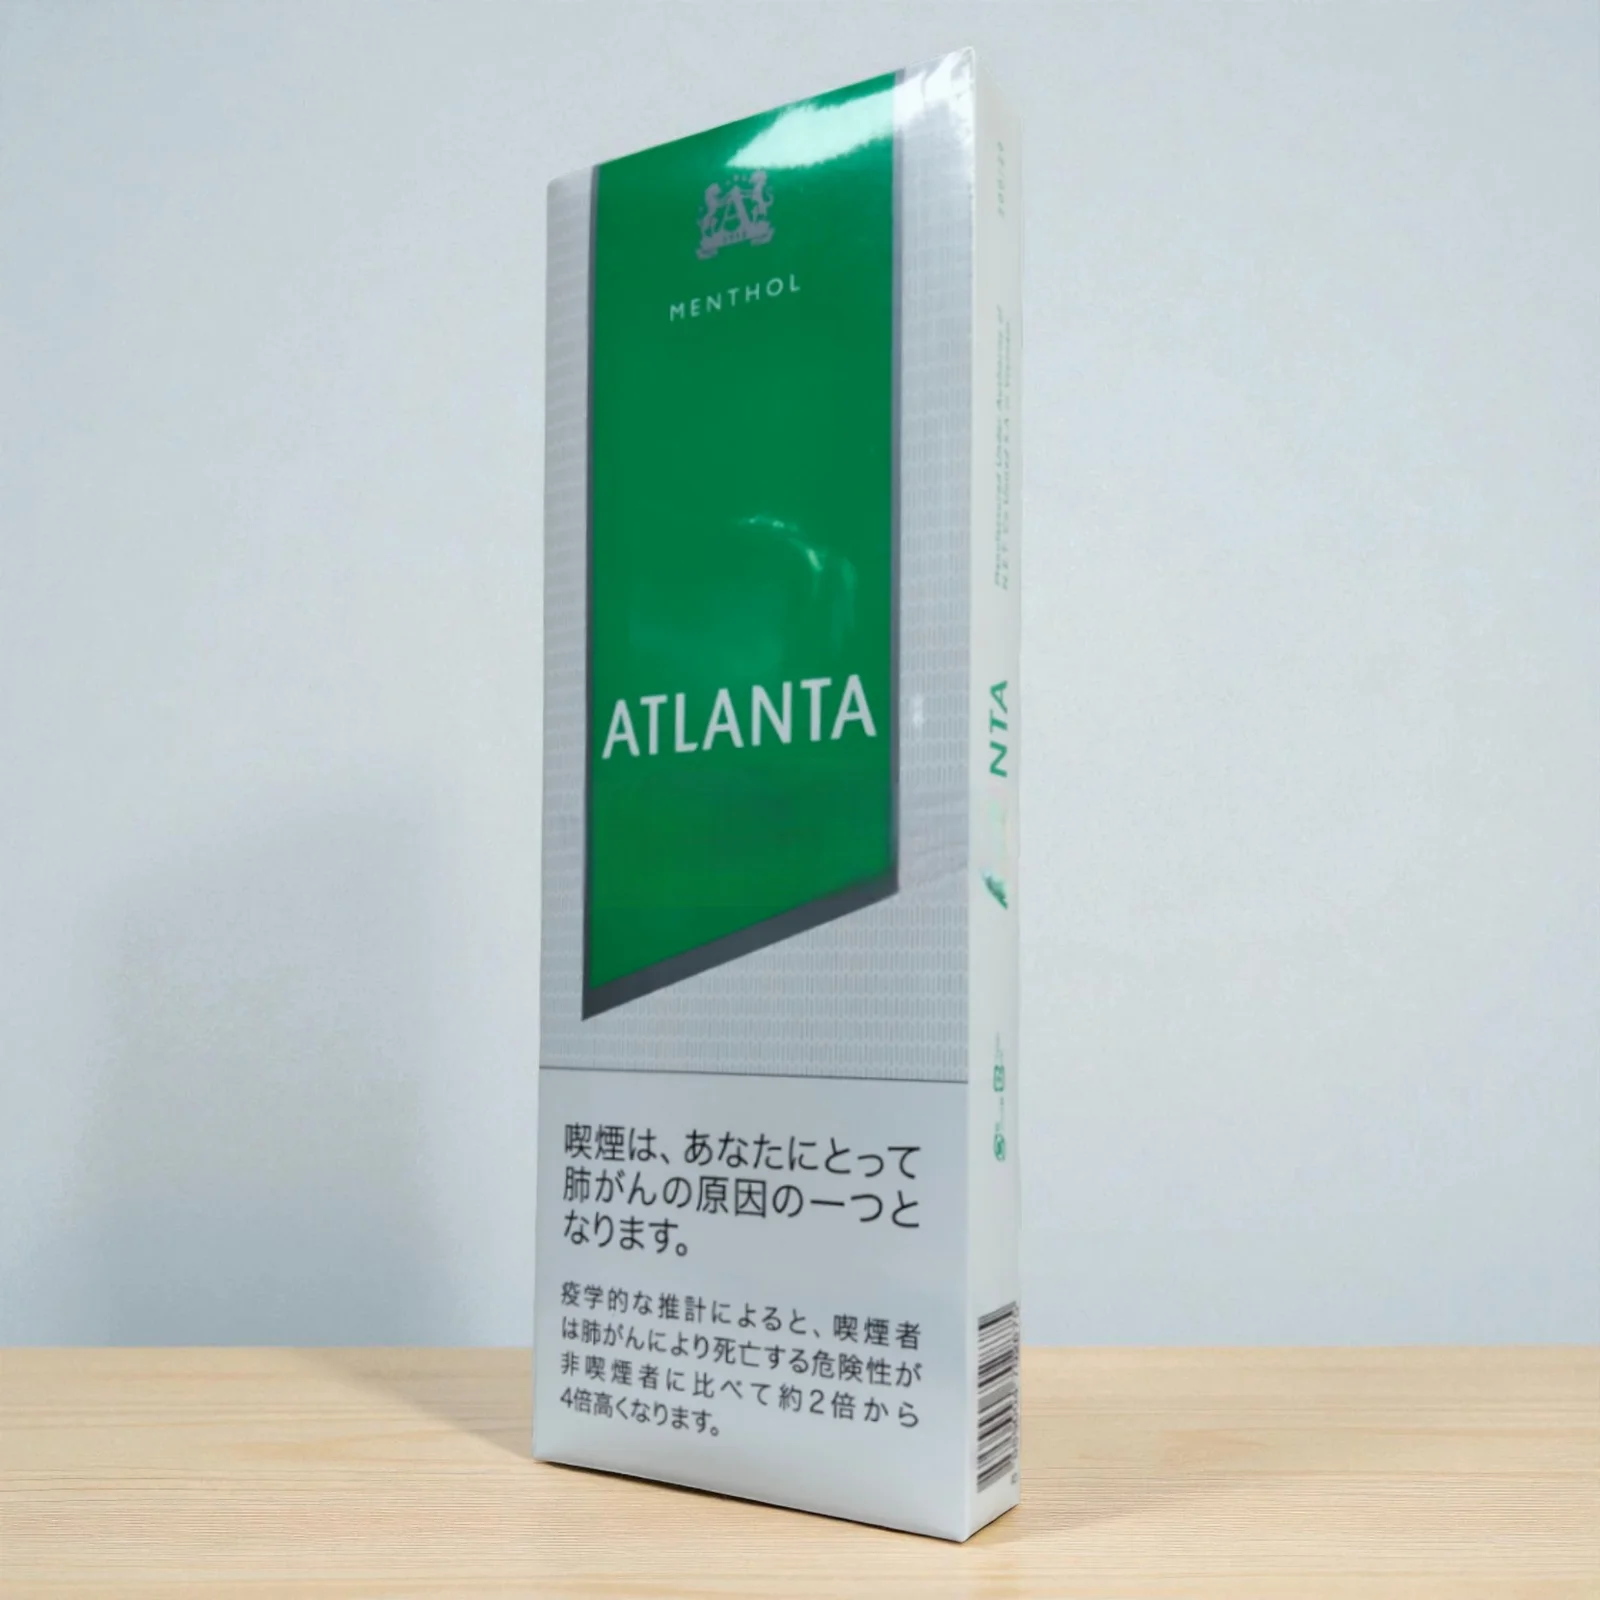 MENTHOL
ATLANTA
喫煙は、あなたにとって
肺がんの原因の一つと
なります。
疫学的な推計によると、喫煙者
は肺がんにより死亡する危険性が
非喫煙者に比べて約2倍から
4倍高くなります。
NTA